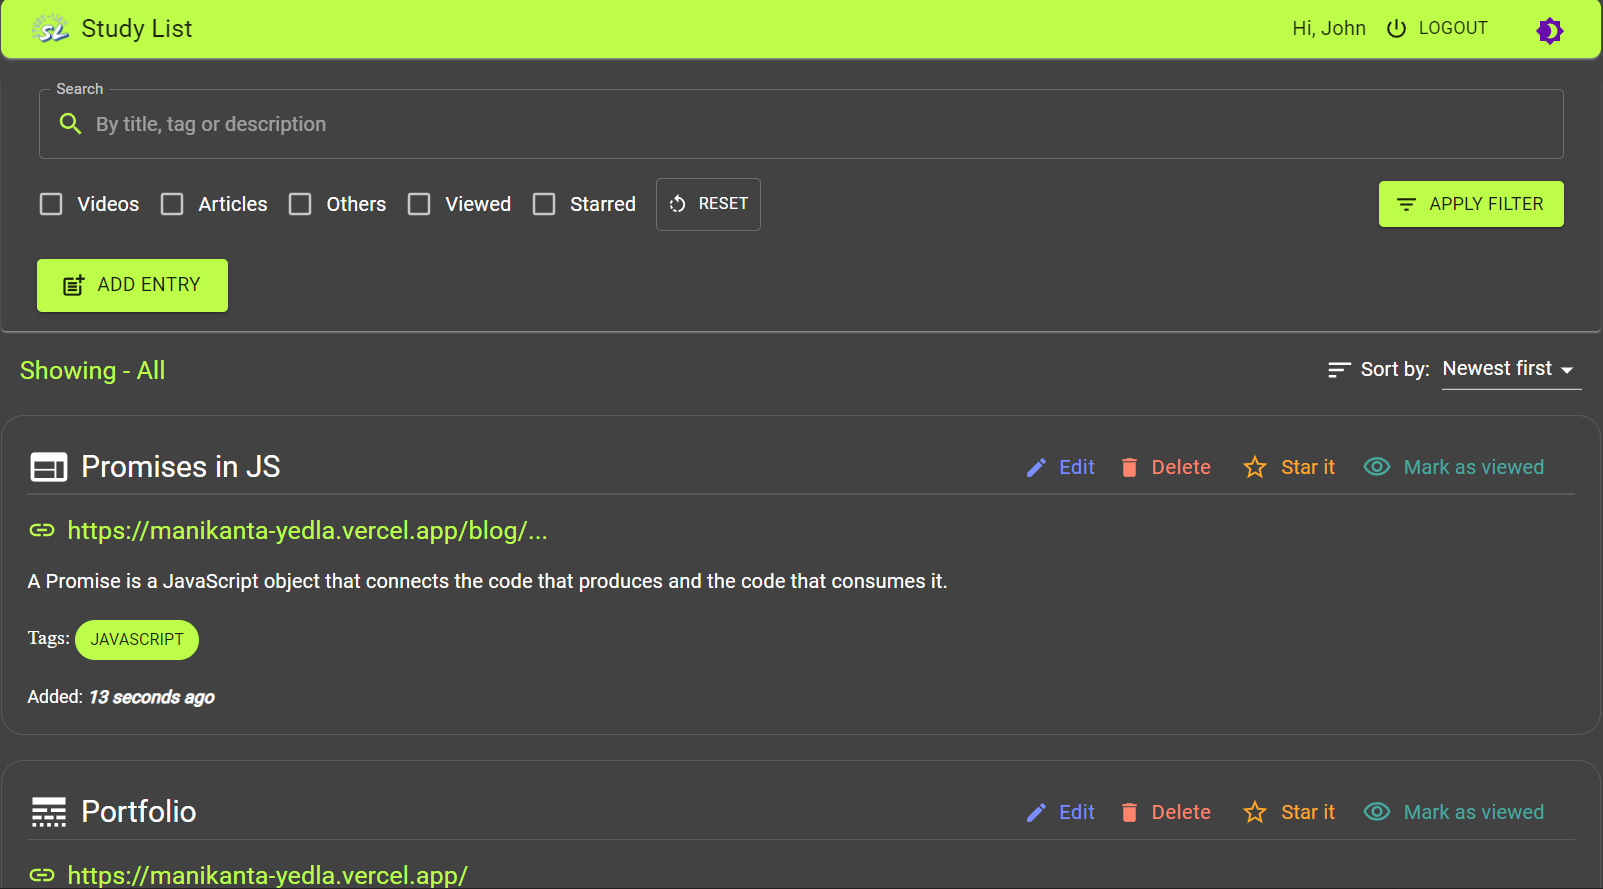 SL Study List Hi, John LOGOUT
Search
By title, tag or description
Videos Articles Others Viewed Starred RESET APPLY FILTER
ADD ENTRY
Showing - All Sort by: Newest first
Promises in JS Edit Delete Star it Mark as viewed
https://manikanta-yedla.vercel.app/blog/...
A Promise is a JavaScript object that connects the code that produces and the code that consumes it.
Tags: JAVASCRIPT
Added: 13 seconds ago
Portfolio Edit Delete Star it Mark as viewed
https://manikanta-yedla.vercel.app/